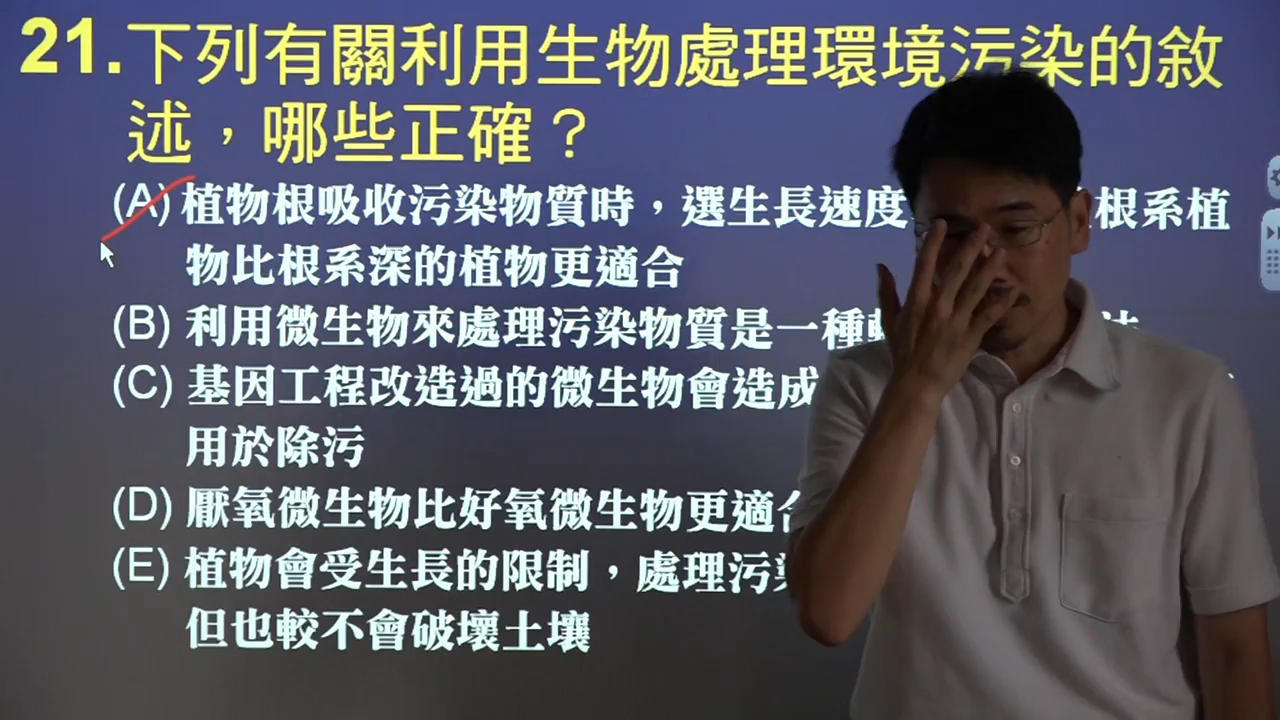 21.下列有關利用生物處理環境污染的敘
述，哪些正確？
(A) 植物根吸收污染物質時，選生長速度 根系植
物比根系深的植物更適合
(B) 利用微生物來處理污染物質是一種
(C) 基因工程改造過的微生物會造成
用於除污
(D) 厭氧微生物比好氧微生物更適合
(E) 植物會受生長的限制，處理污染
但也較不會破壞土壤